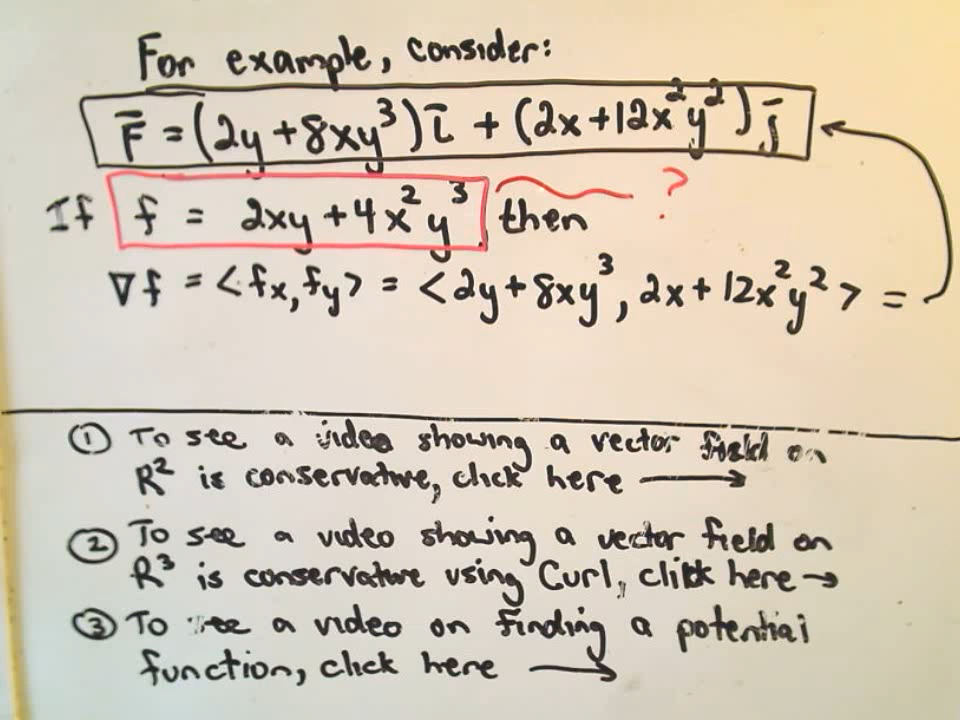 For example, consider:
F̄ = (2y + 8xy³) ī + (2x + 12x²y²) j̄
If f = 2xy + 4x²y³, then ?
∇f = <fx, fy> = <2y + 8xy³, 2x + 12x²y²> =
① To see a video showing a vector field on
R² is conservative, click here →
② To see a video showing a vector field on
R³ is conservative using Curl, click here →
③ To see a video on finding a potential
function, click here →